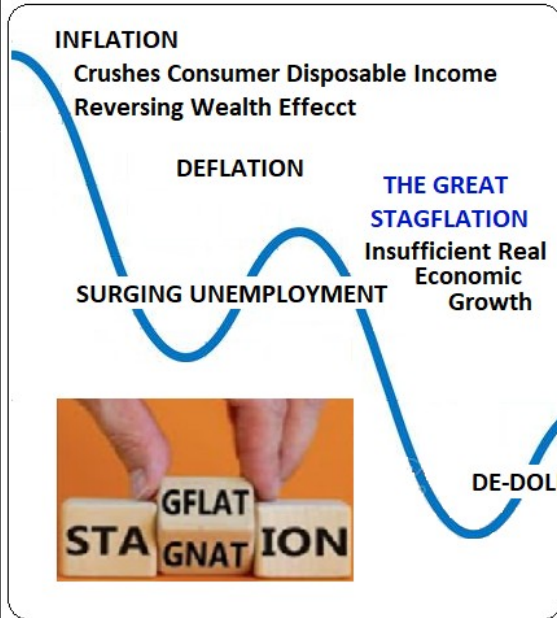 INFLATION
Crushes Consumer Disposable Income
Reversing Wealth Effecct
DEFLATION
THE GREAT
STAGFLATION
Insufficient Real
Economic
Growth
SURGING UNEMPLOYMENT
DE-DOL
GFLAT
STA GNAT ION